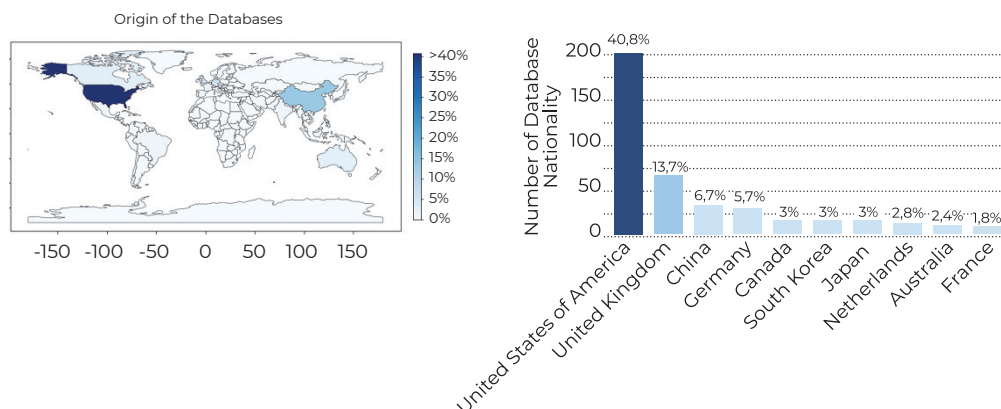 Origin of the Databases
>40%
35%
30%
25%
20%
15%
10%
5%
0%
-150 -100 -50 0 50 100 150
Number of Database
Nationality
200
150
100
50
0
40,8%
13,7%
6,7%
5,7%
3%
3%
3%
2,8%
2,4%
1,8%
United States of America
United Kingdom
China
Germany
Canada
South Korea
Japan
Netherlands
Australia
France